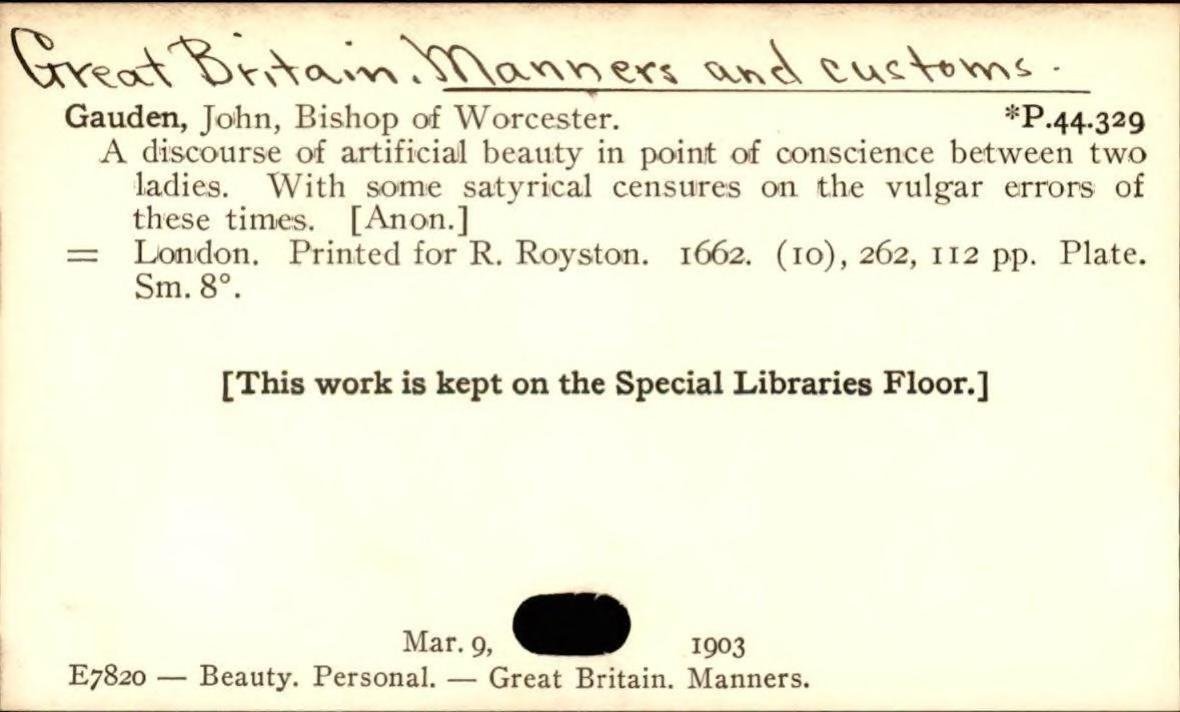 Great Britain. Manners and customs.
Gauden, John, Bishop of Worcester. *P.44.329
A discourse of artificial beauty in point of conscience between two
ladies. With some satyrical censures on the vulgar errors of
these times. [Anon.]
= London. Printed for R. Royston. 1662. (10), 262, 112 pp. Plate.
Sm. 8°.
[This work is kept on the Special Libraries Floor.]
Mar. 9, 1903
E7820 — Beauty. Personal. — Great Britain. Manners.